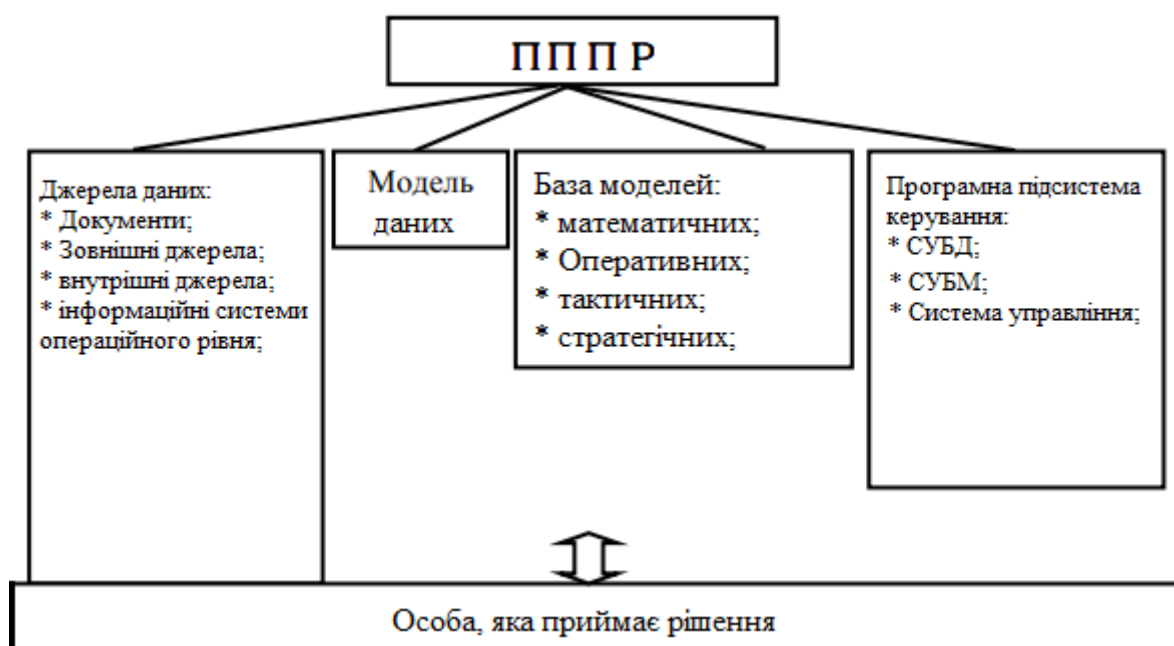 ППП Р
Джерела даних:
* Документи;
* Зовнішні джерела;
* внутрішні джерела;
* інформаційні системи
операційного рівня;
Модель
даних
База моделей:
* математичних;
* Оперативних;
* тактичних;
* стратегічних;
Програмна підсистема
керування:
* СУБД;
* СУБМ;
* Система управління;
Особа, яка приймає рішення